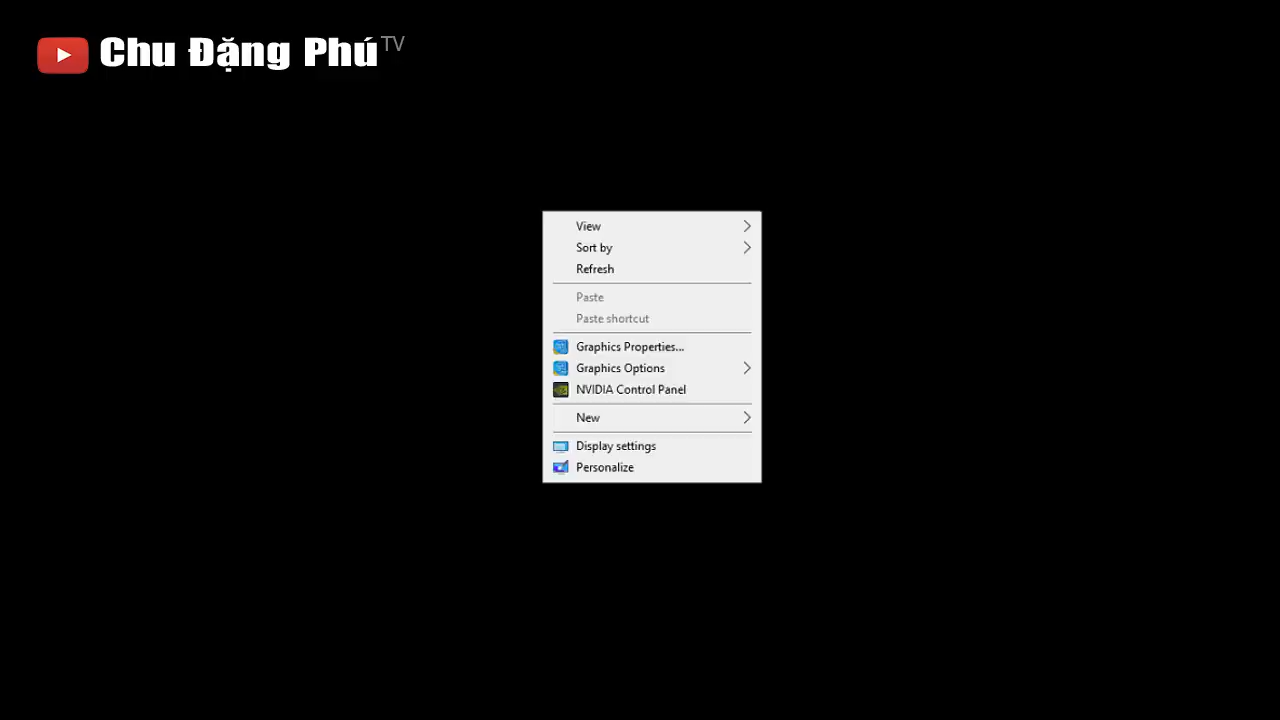 Chu Đặng Phú TV
View
Sort by
Refresh
Paste
Paste shortcut
Graphics Properties...
Graphics Options
NVIDIA Control Panel
New
Display settings
Personalize